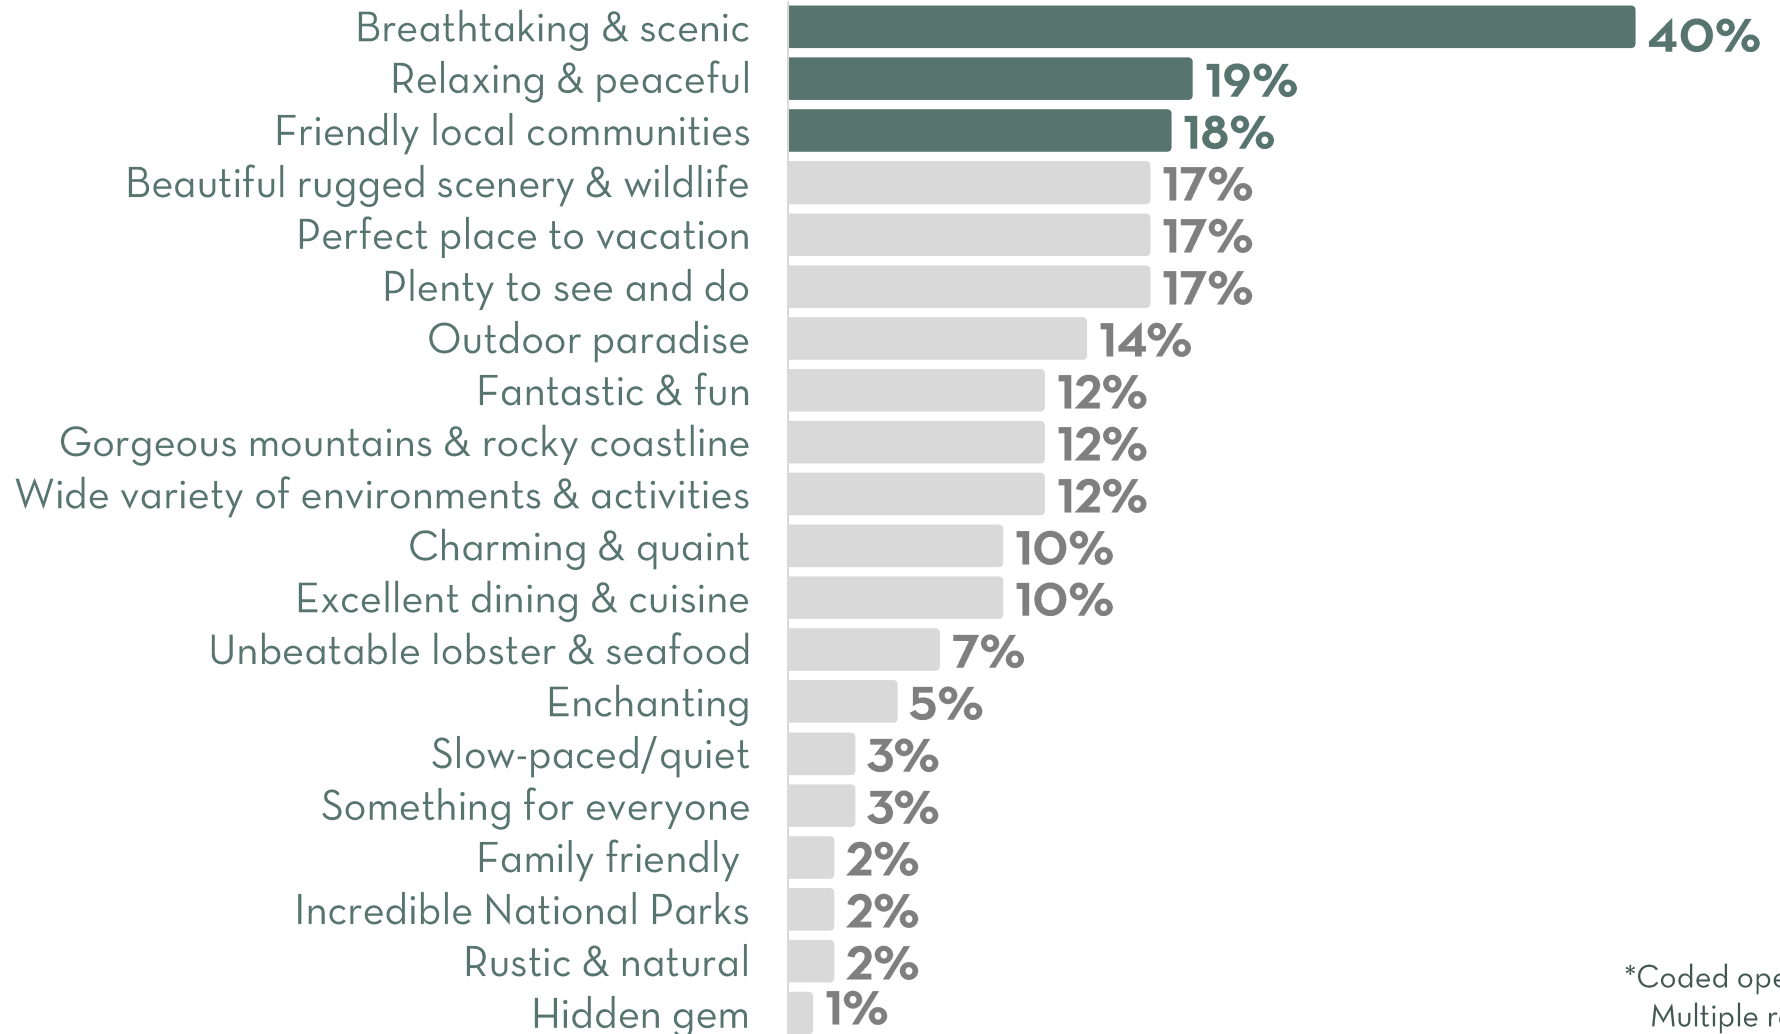 Breathtaking & scenic 40%
Relaxing & peaceful 19%
Friendly local communities 18%
Beautiful rugged scenery & wildlife 17%
Perfect place to vacation 17%
Plenty to see and do 17%
Outdoor paradise 14%
Fantastic & fun 12%
Gorgeous mountains & rocky coastline 12%
Wide variety of environments & activities 12%
Charming & quaint 10%
Excellent dining & cuisine 10%
Unbeatable lobster & seafood 7%
Enchanting 5%
Slow-paced/quiet 3%
Something for everyone 3%
Family friendly 2%
Incredible National Parks 2%
Rustic & natural 2%
Hidden gem 1%
*Coded
Multiple